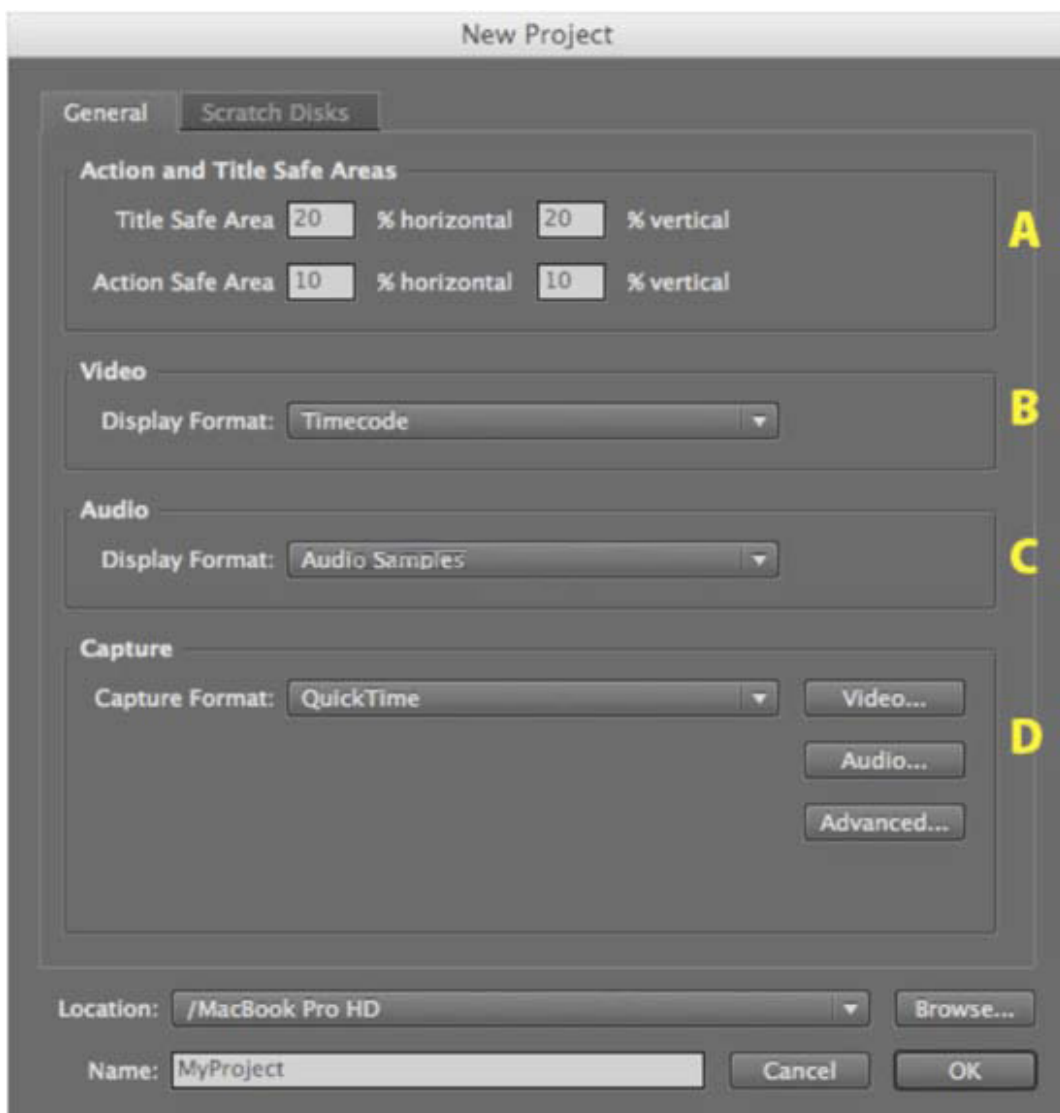 New Project
General Scratch Disks
Action and Title Safe Areas
Title Safe Area 20 % horizontal 20 % vertical
A
Action Safe Area 10 % horizontal 10 % vertical
Video
B
Display Format: Timecode
Audio
Display Format: Audio Samples
C
Capture
Capture Format: QuickTime Video...
D
Audio...
Advanced...
Location: /MacBook Pro HD Browse...
Name: MyProject Cancel OK